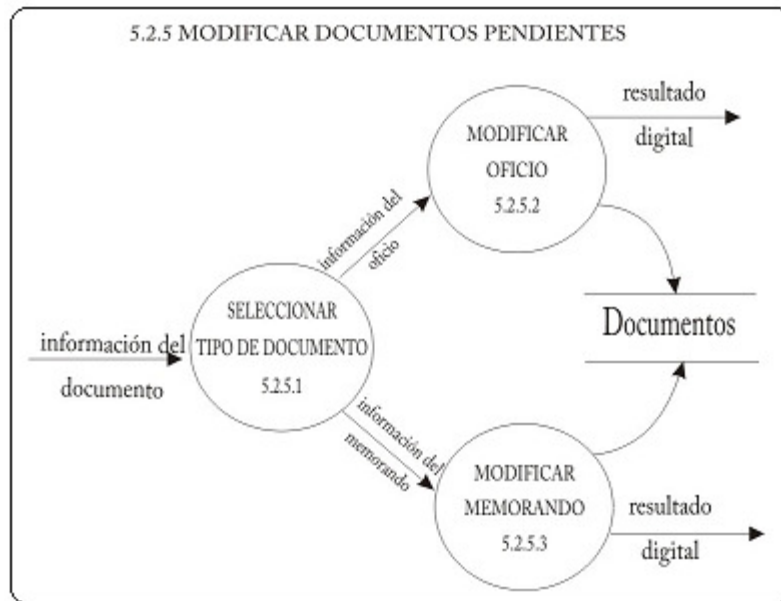 5.2.5 MODIFICAR DOCUMENTOS PENDIENTES
resultado
digital
MODIFICAR
OFICIO
5.2.5.2
información del
oficio
SELECCIONAR
TIPO DE DOCUMENTO
5.2.5.1
información del
documento
Documentos
información del
memorando
MODIFICAR
MEMORANDO
5.2.5.3
resultado
digital